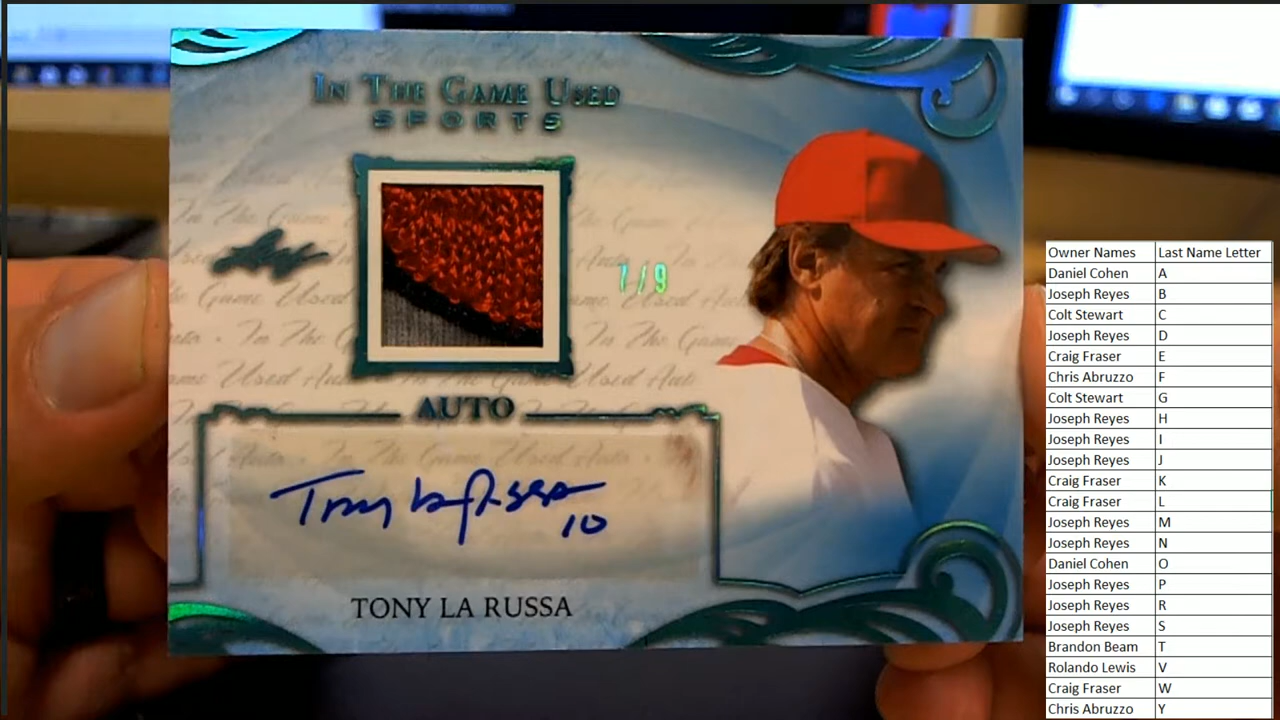 IN THE GAME USED
SPORTS
Leaf
7/9
AUTO
Tony LaRussa
10
TONY LA RUSSA
Owner Names Last Name Letter
Daniel Cohen A
Joseph Reyes B
Colt Stewart C
Joseph Reyes D
Craig Fraser E
Chris Abruzzo F
Colt Stewart G
Joseph Reyes H
Joseph Reyes I
Joseph Reyes J
Craig Fraser K
Craig Fraser L
Joseph Reyes M
Joseph Reyes N
Daniel Cohen O
Joseph Reyes P
Joseph Reyes R
Joseph Reyes S
Brandon Beam T
Rolando Lewis V
Craig Fraser W
Chris Abruzzo Y